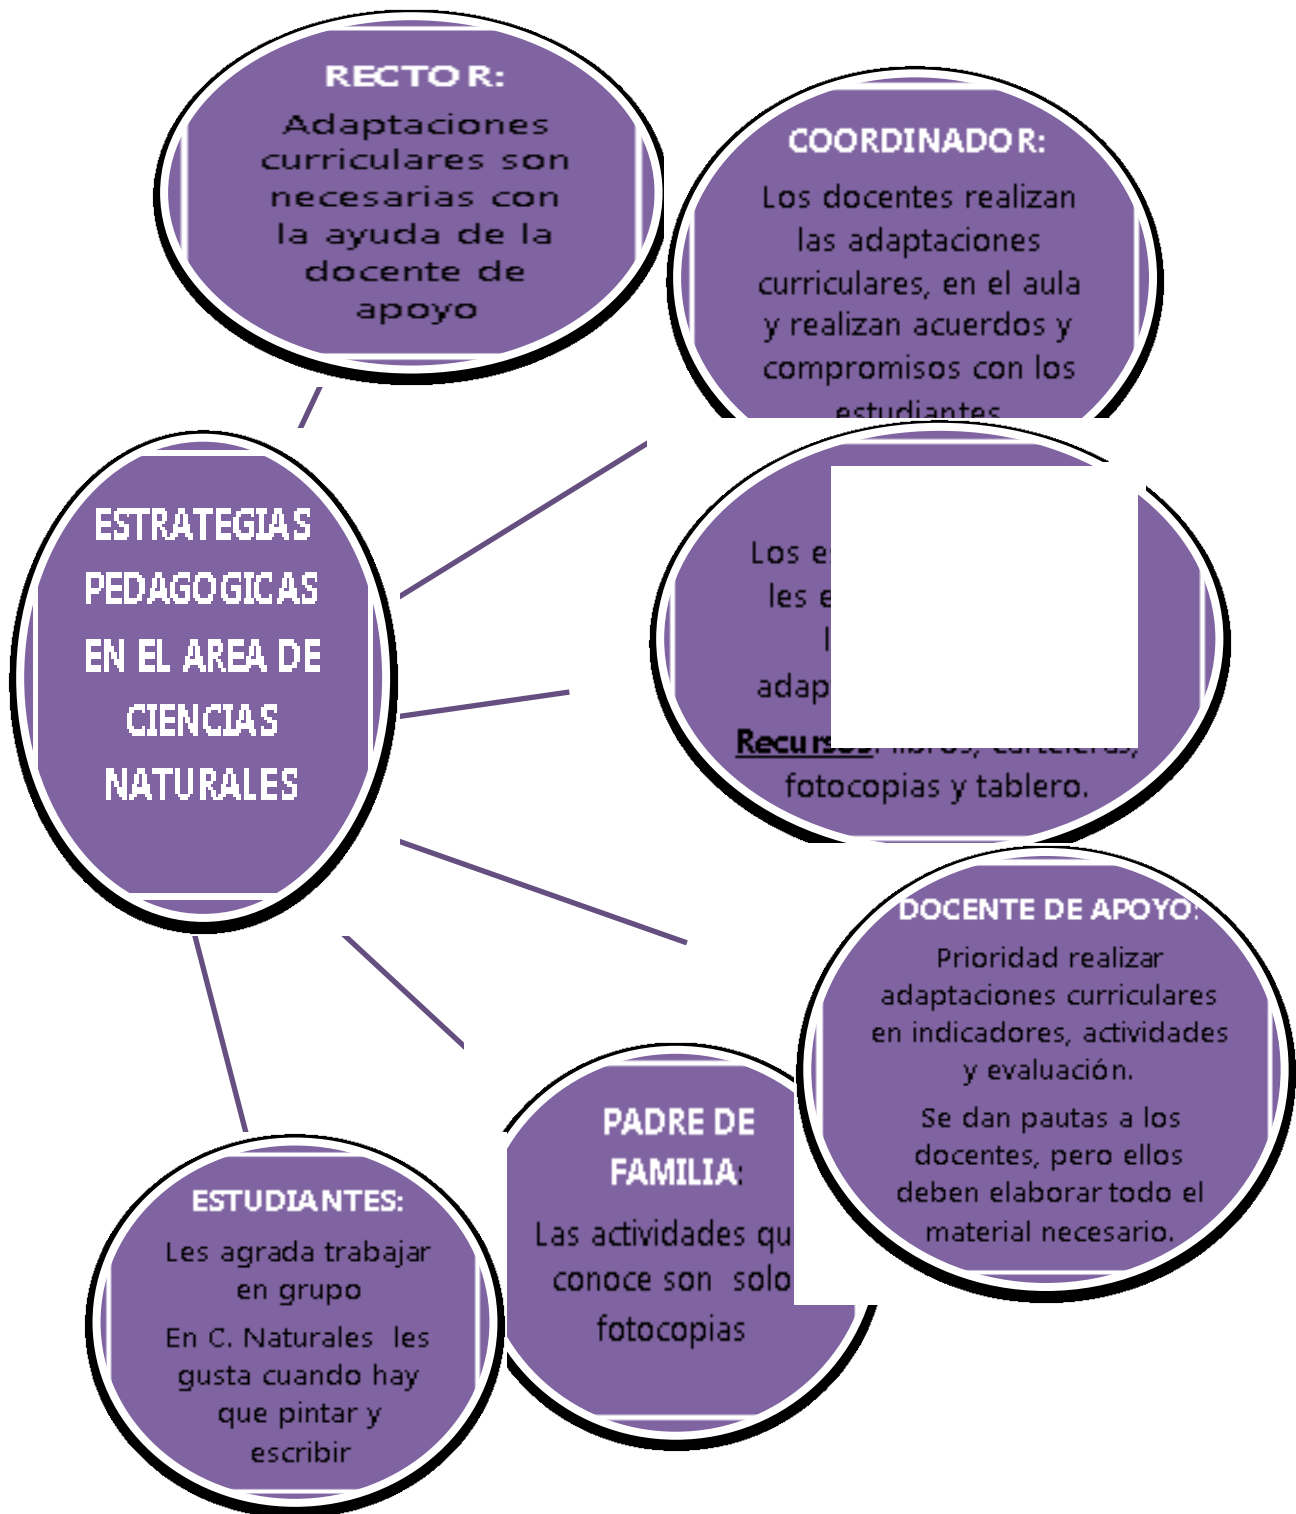 RECTOR:
Adaptaciones
curriculares son
necesarias con
la ayuda de la
docente de
apoyo
COORDINADOR:
Los docentes realizan
las adaptaciones
curriculares, en el aula
y realizan acuerdos y
compromisos con los
estudiantes
ESTRATEGIAS
PEDAGOGICAS
EN EL AREA DE
CIENCIAS
NATURALES
Los
les
Recursos: libros, carteleras,
fotocopias y tablero.
DOCENTE DE APOYO:
Prioridad realizar
adaptaciones curriculares
en indicadores, actividades
y evaluación.
Se dan pautas a los
docentes, pero ellos
deben elaborar todo el
material necesario.
PADRE DE
FAMILIA:
Las actividades qu
conoce son solo
fotocopias
ESTUDIANTES:
Les agrada trabajar
en grupo
En C. Naturales les
gusta cuando hay
que pintar y
escribir